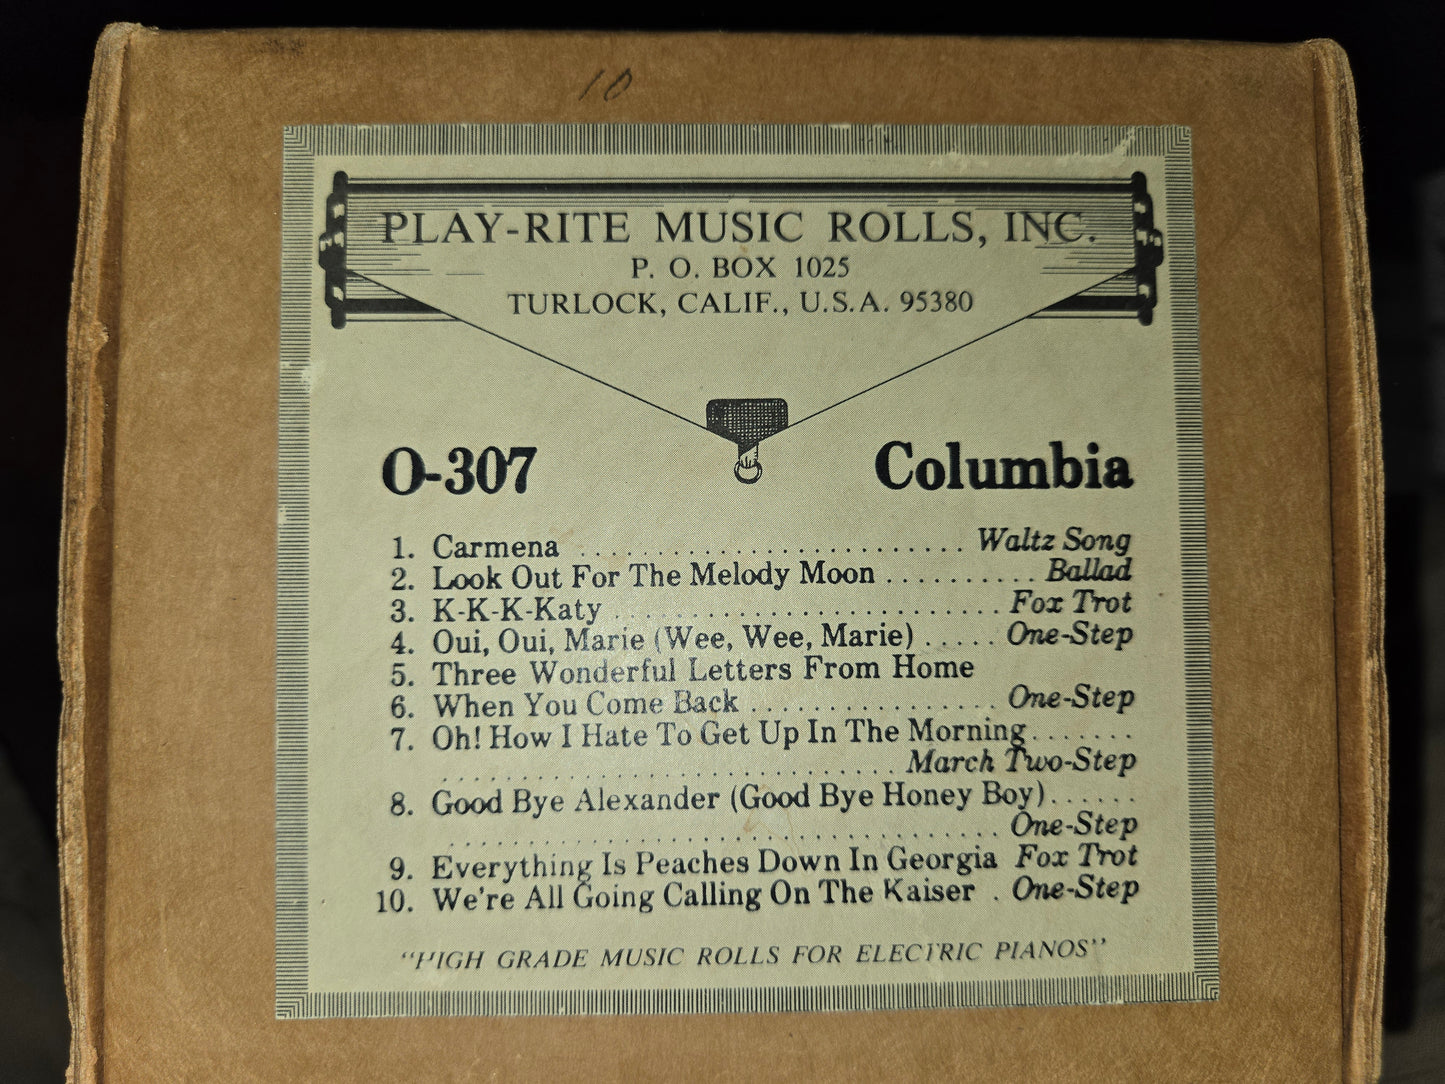 10
PLAY-RITE MUSIC ROLLS, INC.
P. O. BOX 1025
TURLOCK, CALIF., U.S.A. 95380
O-307 Columbia
1. Carmena ......................... Waltz Song
2. Look Out For The Melody Moon .......... Ballad
3. K-K-K-Katy ......................... Fox Trot
4. Oui, Oui, Marie (Wee, Wee, Marie) ..... One-Step
5. Three Wonderful Letters From Home
6. When You Come Back ................ One-Step
7. Oh! How I Hate To Get Up In The Morning.......
.............................. March Two-Step
8. Good Bye Alexander (Good Bye Honey Boy)......
.................................... One-Step
9. Everything Is Peaches Down In Georgia Fox Trot
10. We're All Going Calling On The Kaiser . One-Step
"HIGH GRADE MUSIC ROLLS FOR ELECTRIC PIANOS"